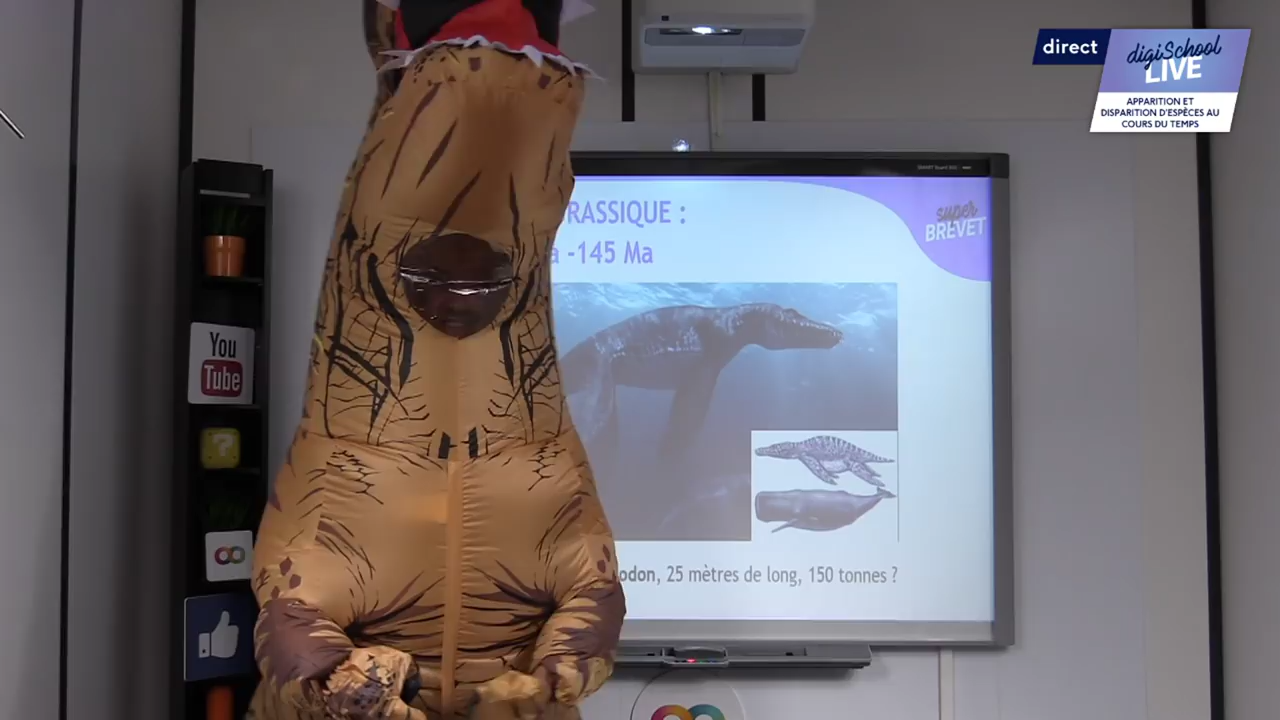 direct
digiSchool
LIVE
APPARITION ET
DISPARITION D'ESPÈCES AU
COURS DU TEMPS
RASSIQUE :
super
BREVET
a -145 Ma
You
Tube
?
odon, 25 mètres de long, 150 tonnes ?